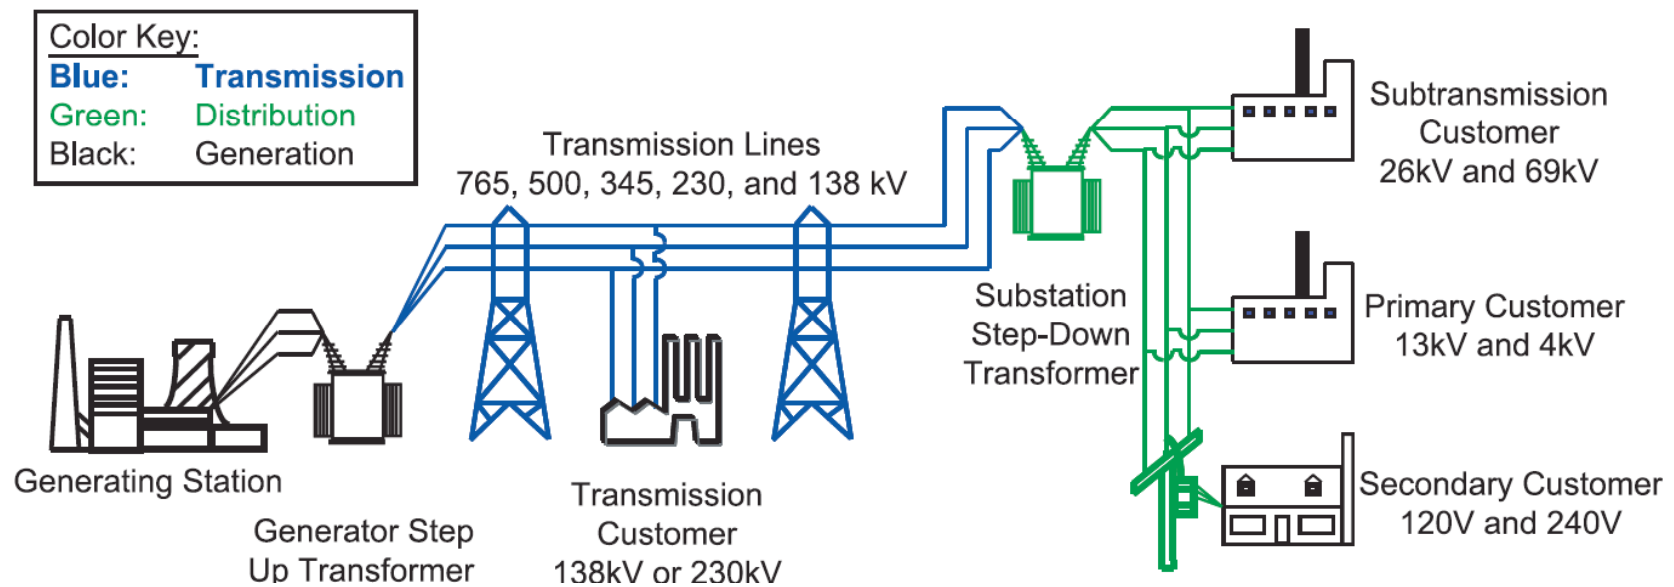 Color Key:
Blue: Transmission
Green: Distribution
Black: Generation
Transmission Lines
765, 500, 345, 230, and 138 kV
Subtransmission
Customer
26kV and 69kV
Substation
Step-Down
Transformer
Primary Customer
13kV and 4kV
Generating Station
Generator Step
Up Transformer
Transmission
Customer
138kV or 230kV
Secondary Customer
120V and 240V